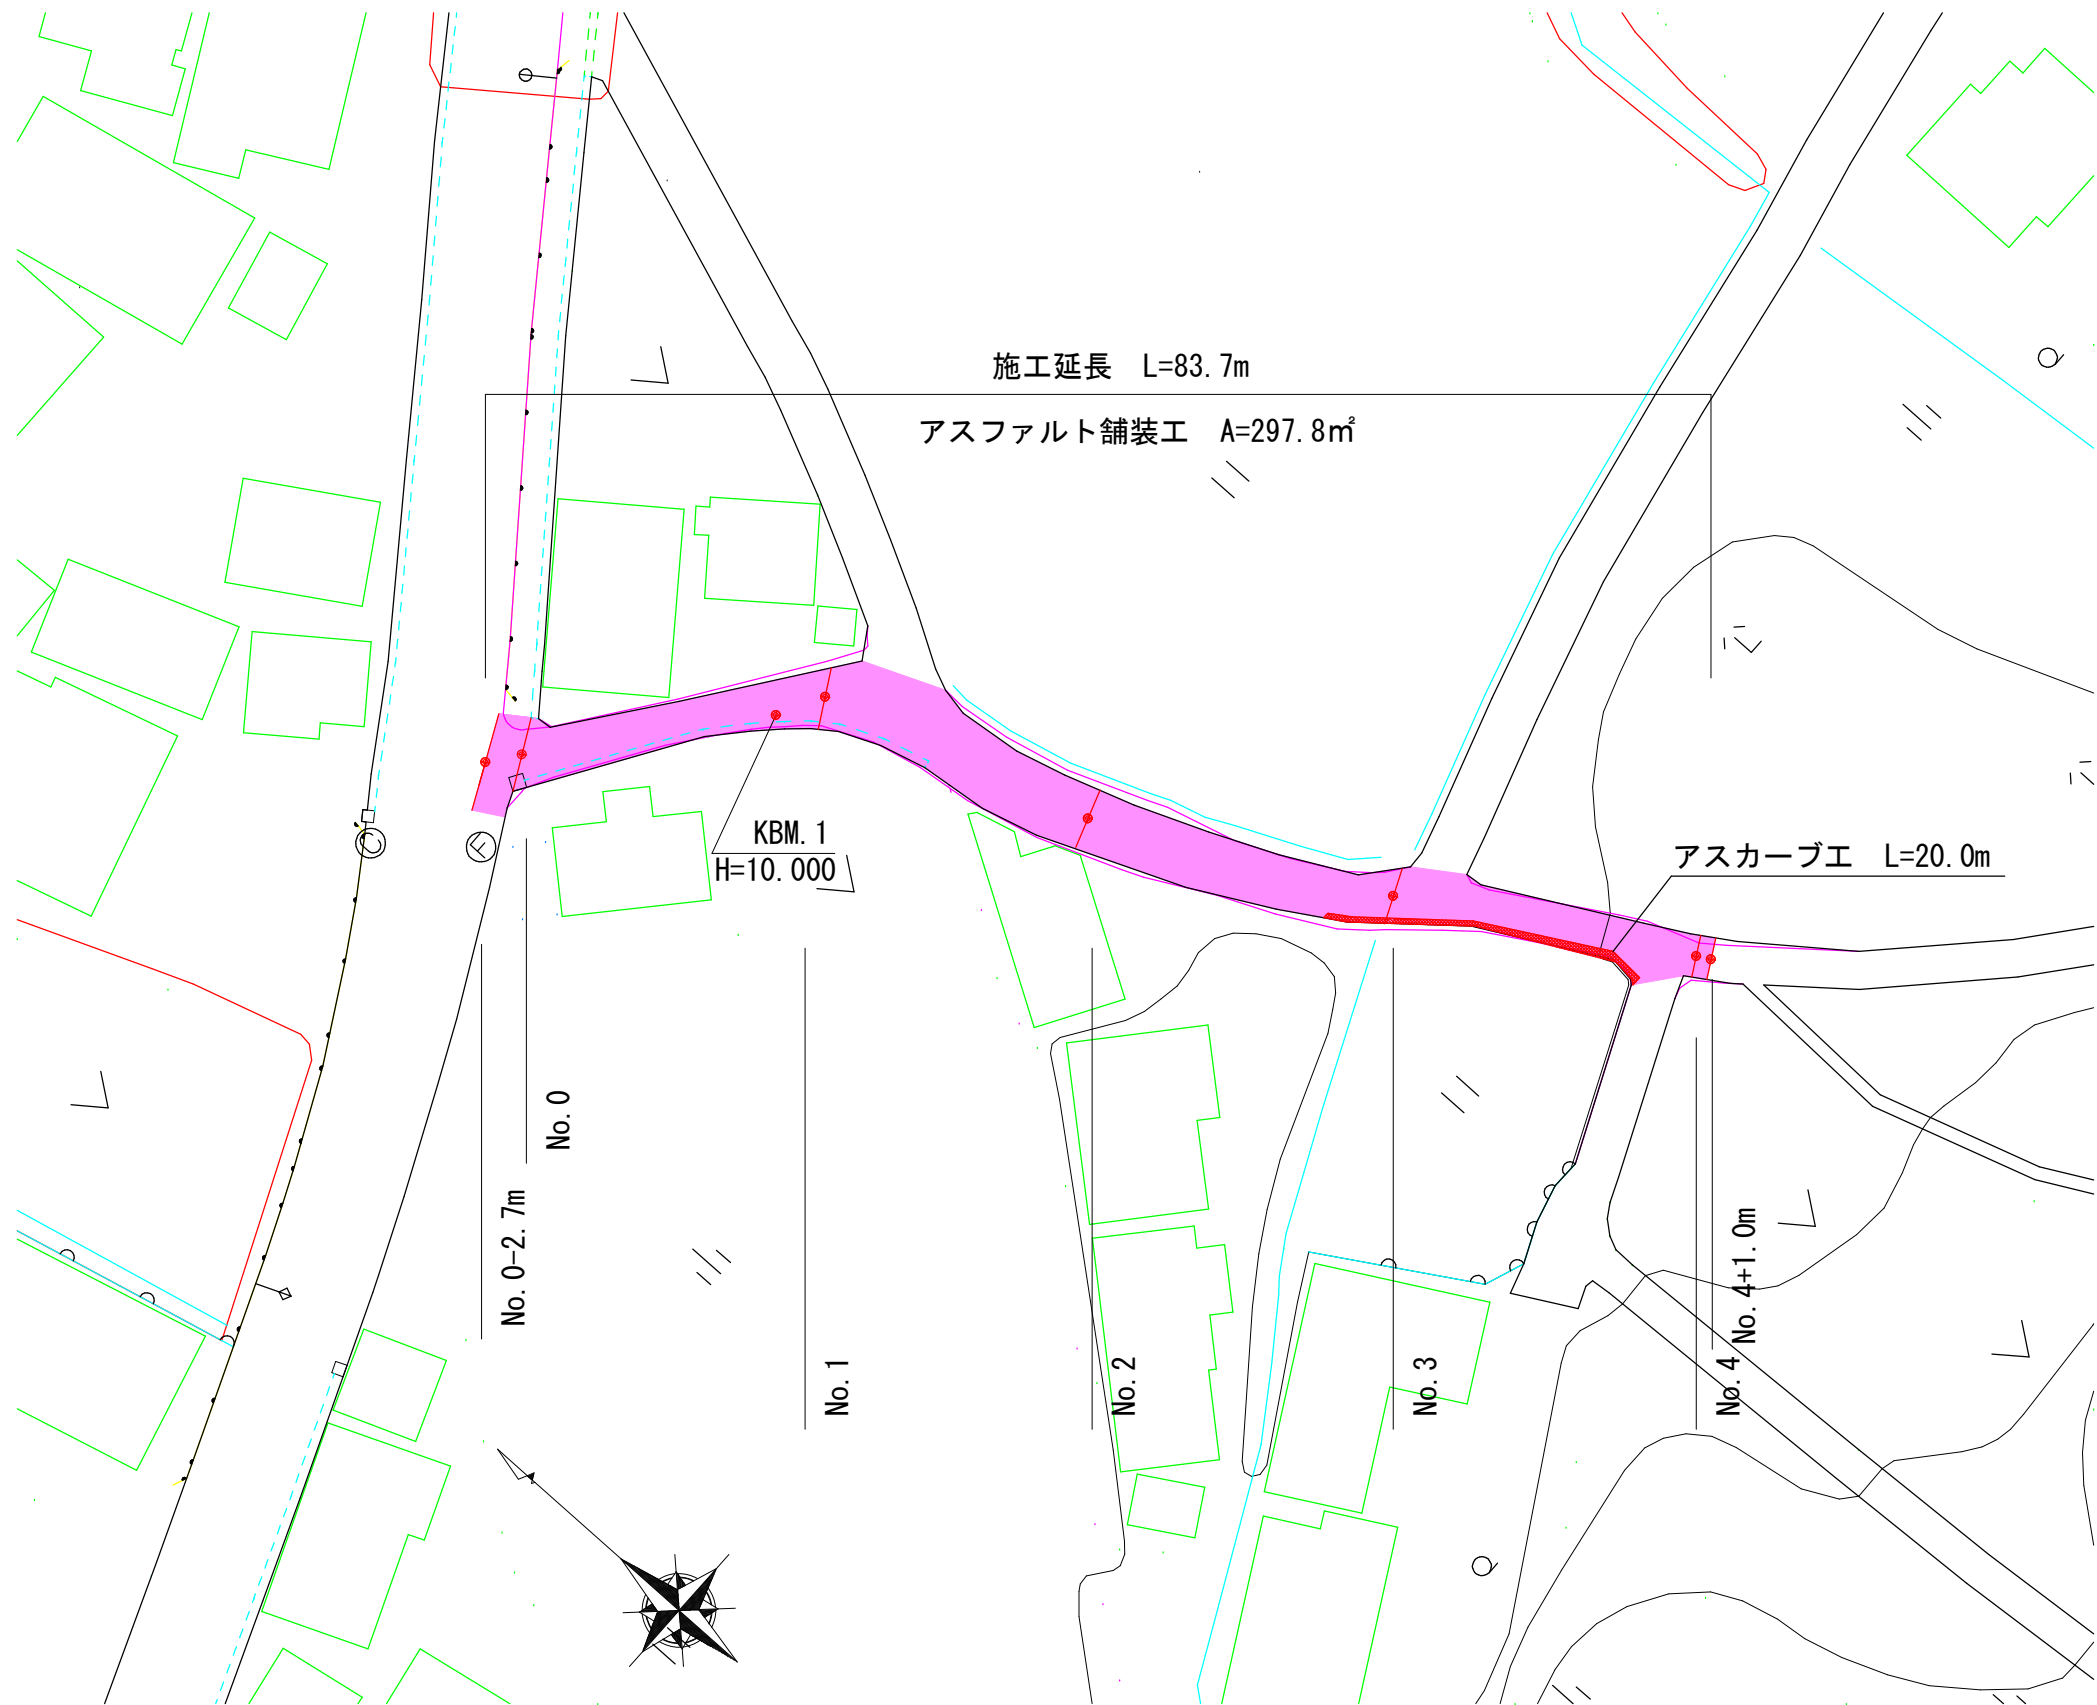 施工延長　L=83.7m
アスファルト舗装工　A=297.8㎡
KBM.1
H=10.000
アスカーブ工　L=20.0m
No.0
No.0-2.7m
No.1
No.2
No.3
No.4
No.4+1.0m